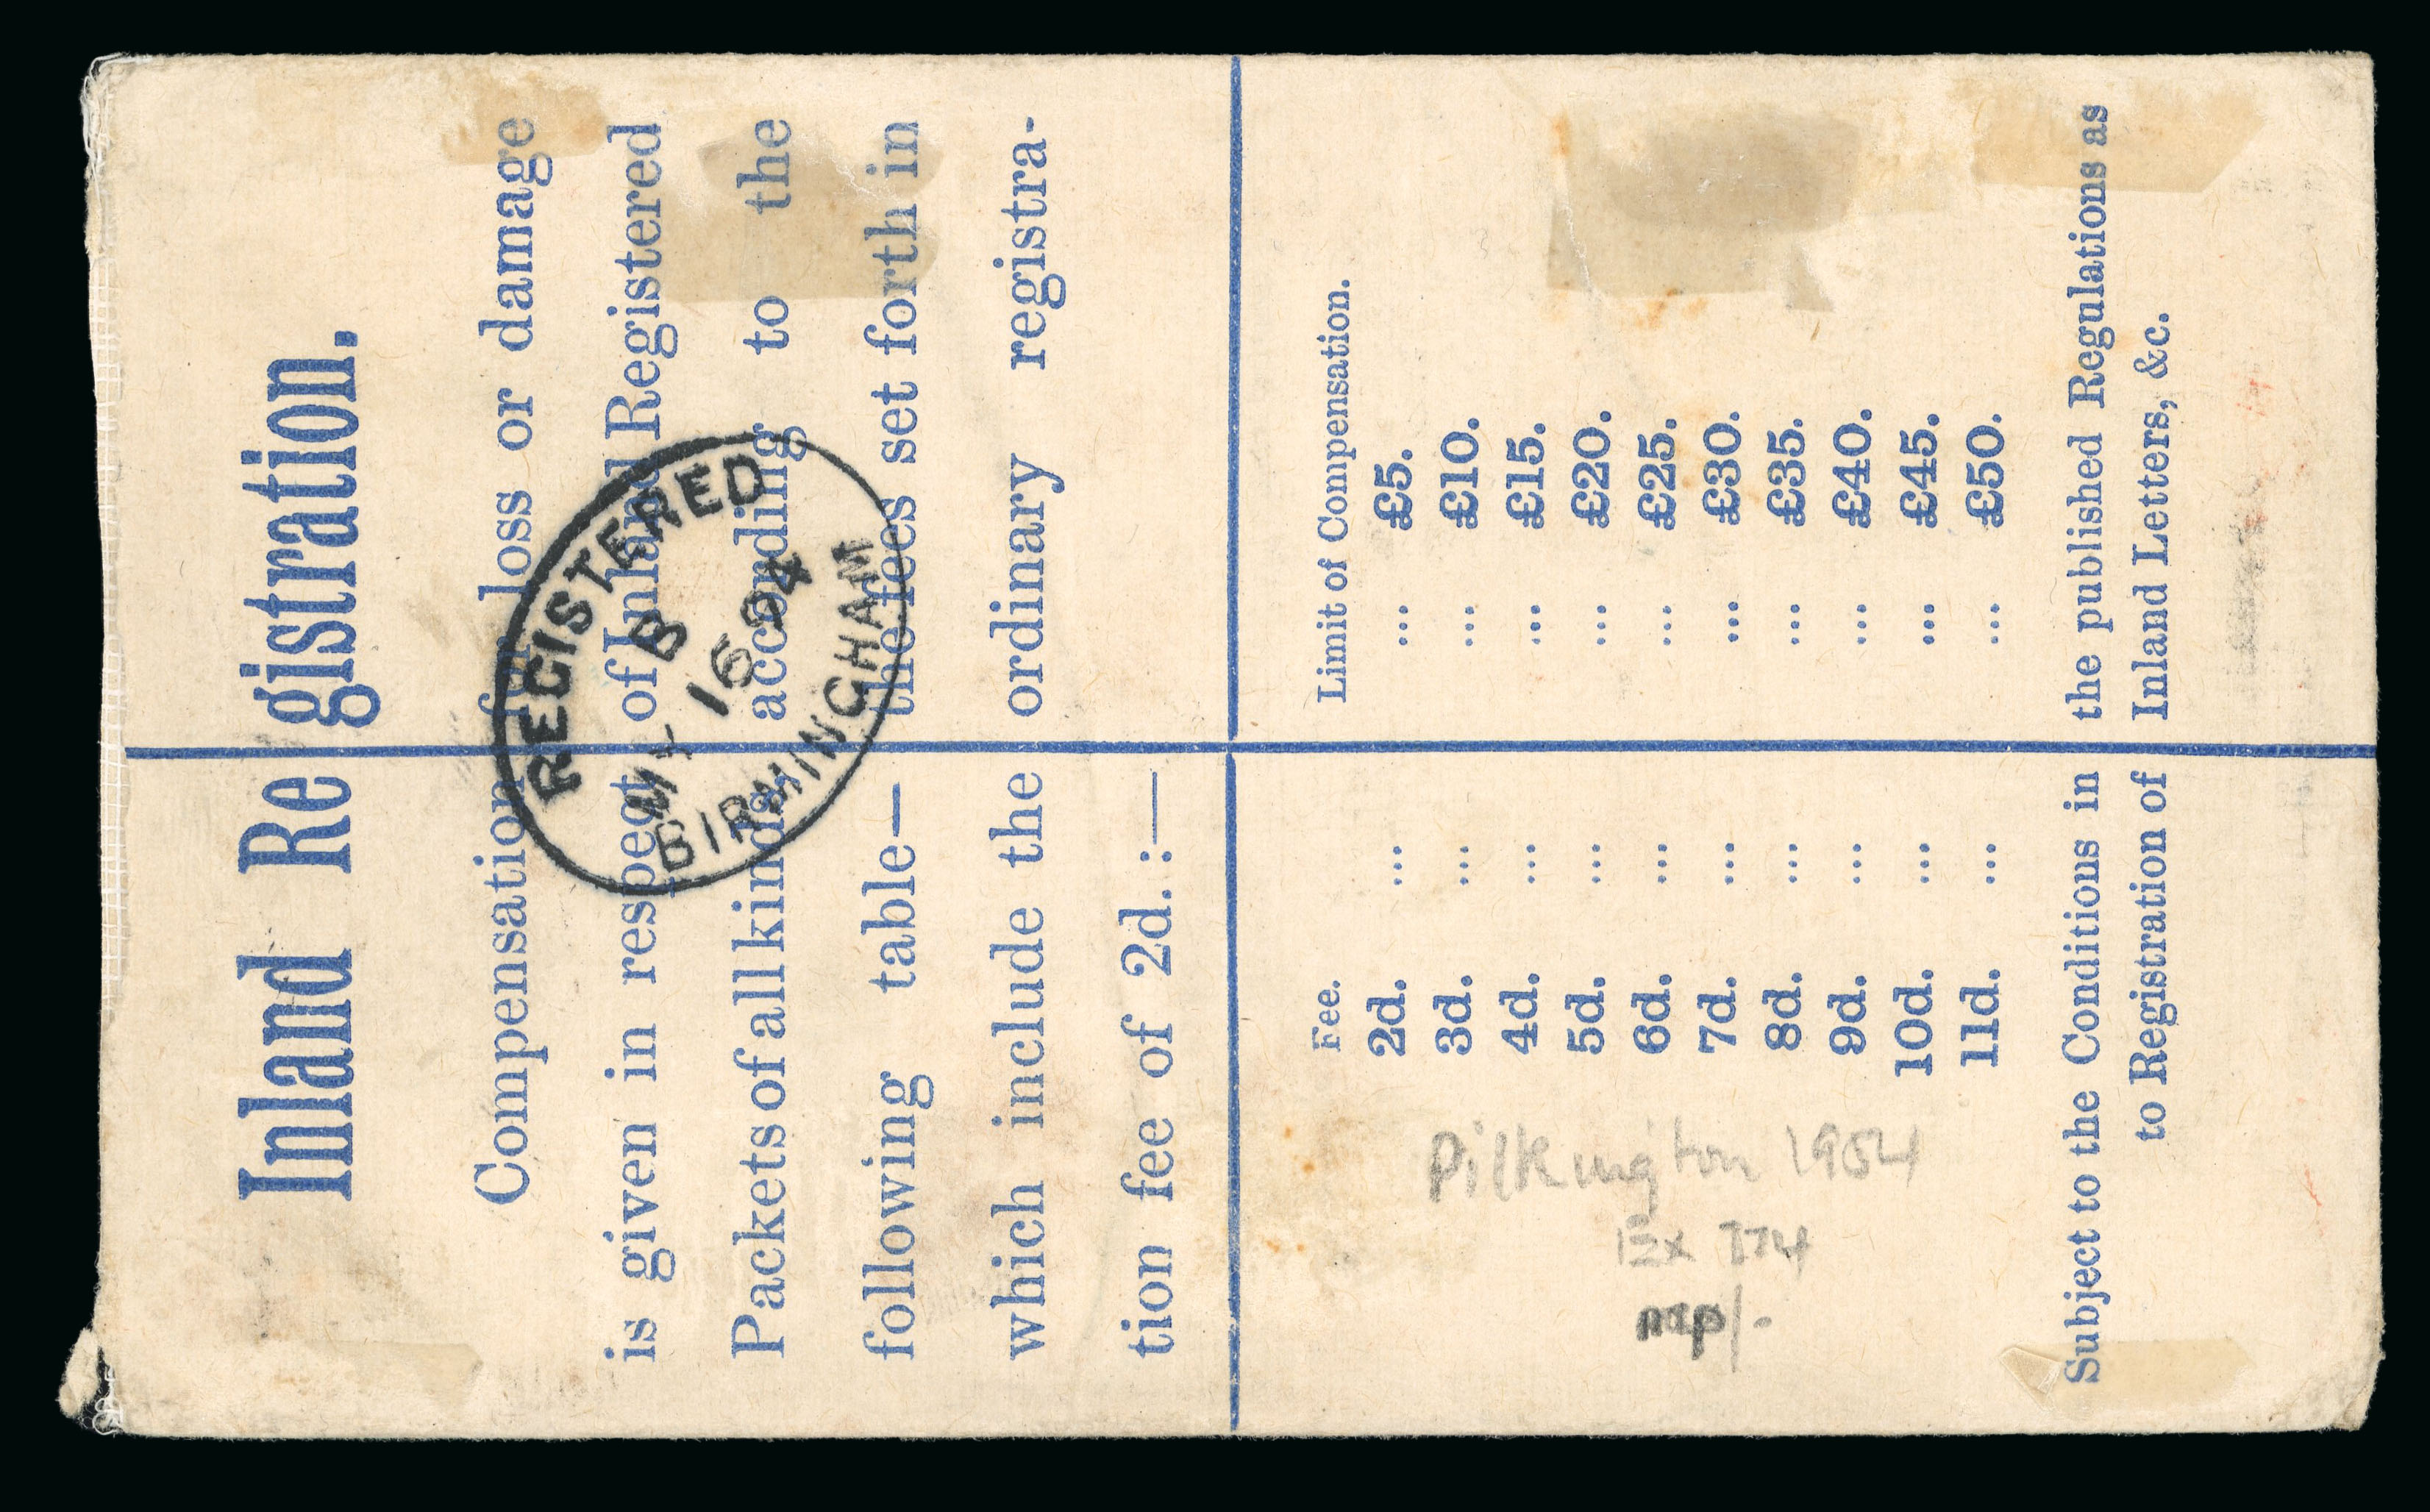 Inland Registration.
Compensation for loss or damage
is given in respect of Inland Registered
Packets of all kinds, according to the
following table— the fees set forth in
which include the ordinary registra-
tion fee of 2d.:—
Fee. Limit of Compensation.
2d. ... ... £5.
3d. ... ... £10.
4d. ... ... £15.
5d. ... ... £20.
6d. ... ... £25.
7d. ... ... £30.
8d. ... ... £35.
9d. ... ... £40.
10d. ... ... £45.
11d. ... ... £50.
Subject to the Conditions in the published Regulations as
to Registration of Inland Letters, &c.
REGISTERED
B
MY 16 04
BIRMINGHAM
Pilkington 1954
Ex